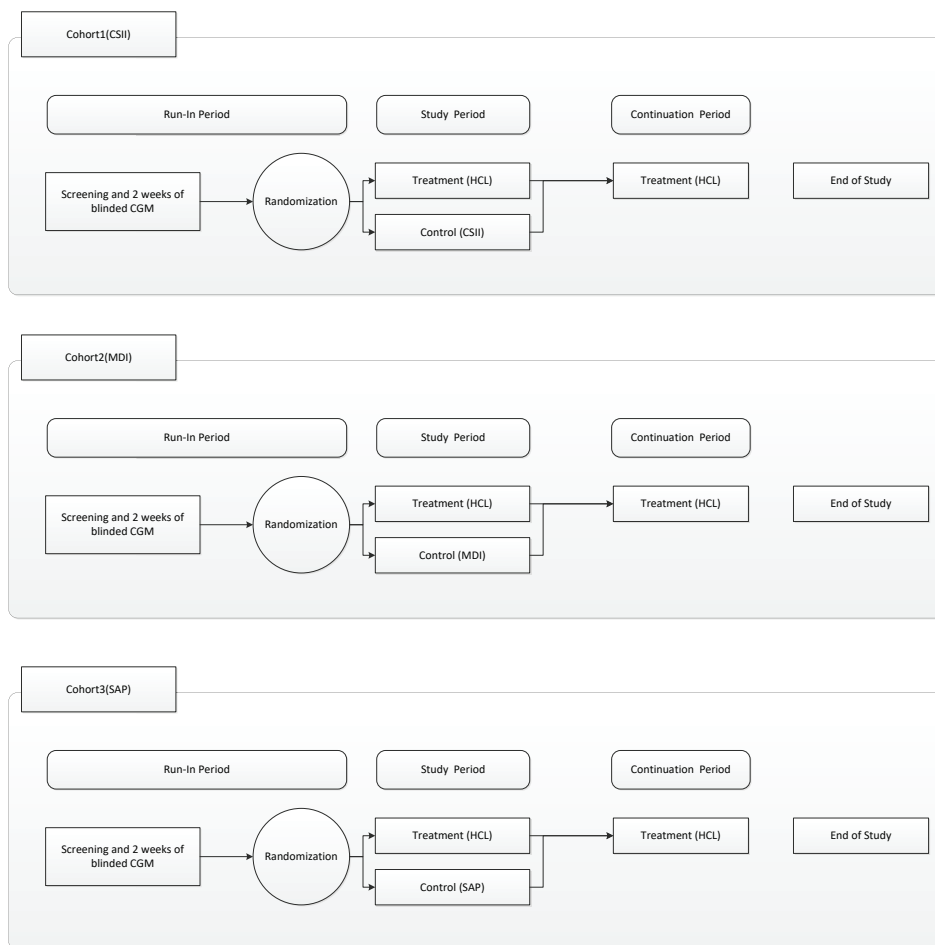 Cohort1(CSII)
Run-In Period
Study Period
Continuation Period
Screening and 2 weeks of
blinded CGM
Randomization
Treatment (HCL)
Control (CSII)
Treatment (HCL)
End of Study
Cohort2(MDI)
Run-In Period
Study Period
Continuation Period
Screening and 2 weeks of
blinded CGM
Randomization
Treatment (HCL)
Control (MDI)
Treatment (HCL)
End of Study
Cohort3(SAP)
Run-In Period
Study Period
Continuation Period
Screening and 2 weeks of
blinded CGM
Randomization
Treatment (HCL)
Control (SAP)
Treatment (HCL)
End of Study